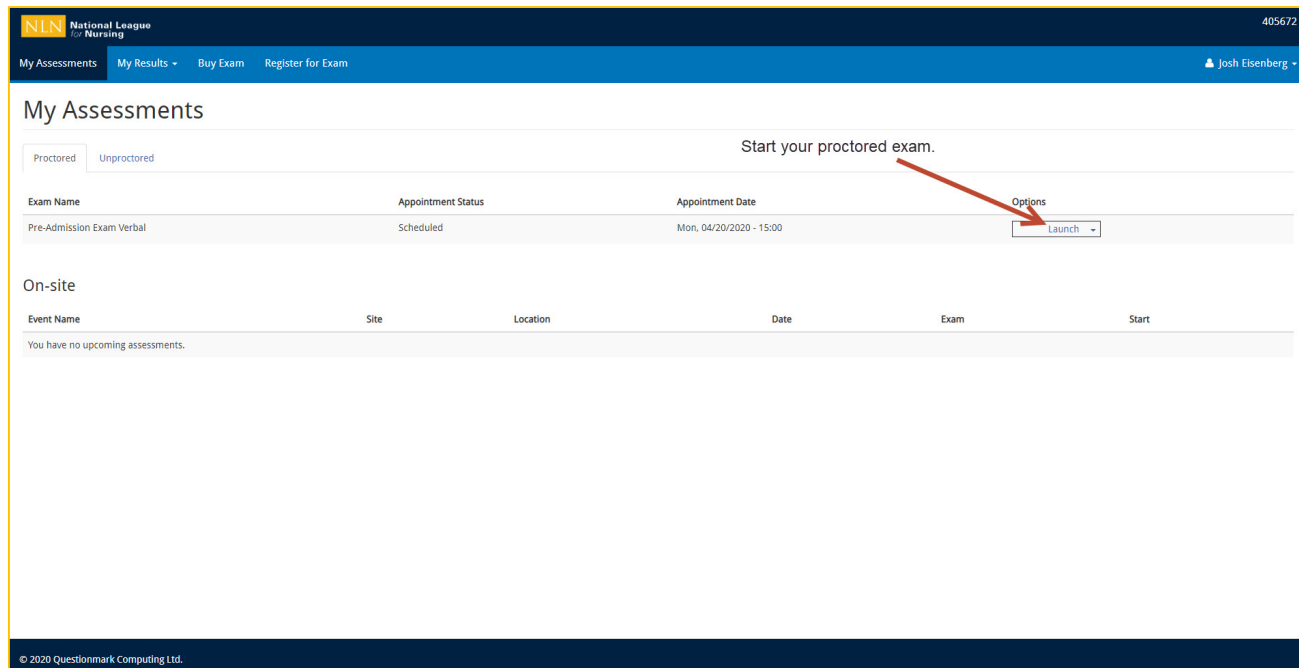 NLN National League
for Nursing
405672
My Assessments My Results Buy Exam Register for Exam Josh Eisenberg
My Assessments
Proctored Unproctored
Start your proctored exam.
Exam Name Appointment Status Appointment Date Options
Pre-Admission Exam Verbal Scheduled Mon, 04/20/2020 - 15:00 Launch
On-site
Event Name Site Location Date Exam Start
You have no upcoming assessments.
© 2020 Questionmark Computing Ltd.